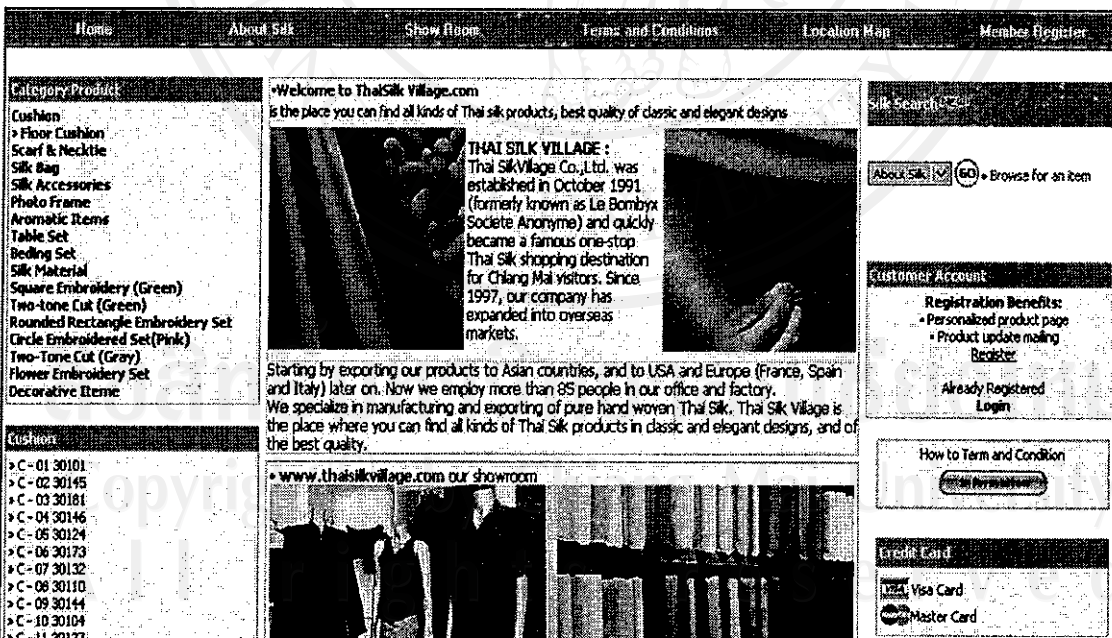 Home About Silk Show Room Terms and Conditions Location Map Member Register
Category Product
Cushion
> Floor Cushion
Scarf & Necktie
Silk Bag
Silk Accessories
Photo Frame
Aromatic Items
Table Set
Beding Set
Silk Material
Square Embroidery (Green)
Two-tone Cut (Green)
Rounded Rectangle Embroidery Set
Circle Embroidered Set(Pink)
Two-Tone Cut (Gray)
Flower Embroidery Set
Decorative Iteme
Cushion
> C - 01 30101
> C - 02 30145
> C - 03 30181
> C - 04 30146
> C - 05 30124
> C - 06 30173
> C - 07 30132
> C - 08 30110
> C - 09 30144
> C - 10 30104
•Welcome to ThaiSilk Village.com
is the place you can find all kinds of Thai silk products, best quality of classic and elegant designs
THAI SILK VILLAGE :
Thai SilkVillage Co.,Ltd. was
established in October 1991
(formerly known as Le Bombyx
Societe Anonyme) and quickly
became a famous one-stop
Thai Silk shopping destination
for Chiang Mai visitors. Since
1997, our company has
expanded into overseas
markets.
Starting by exporting our products to Asian countries, and to USA and Europe (France, Spain
and Italy) later on. Now we employ more than 85 people in our office and factory.
We specialize in manufacturing and exporting of pure hand woven Thai Silk. Thai Silk Village is
the place where you can find all kinds of Thai Silk products in classic and elegant designs, and of
the best quality.
• www.thaisilkvillage.com our showroom
Silk Search
About Silk GO • Browse for an item
Customer Account
Registration Benefits:
• Personalized product page
• Product update mailing
Register
Already Registered
Login
How to Term and Condition
Information
Credit Card
VISA Visa Card
Master Card